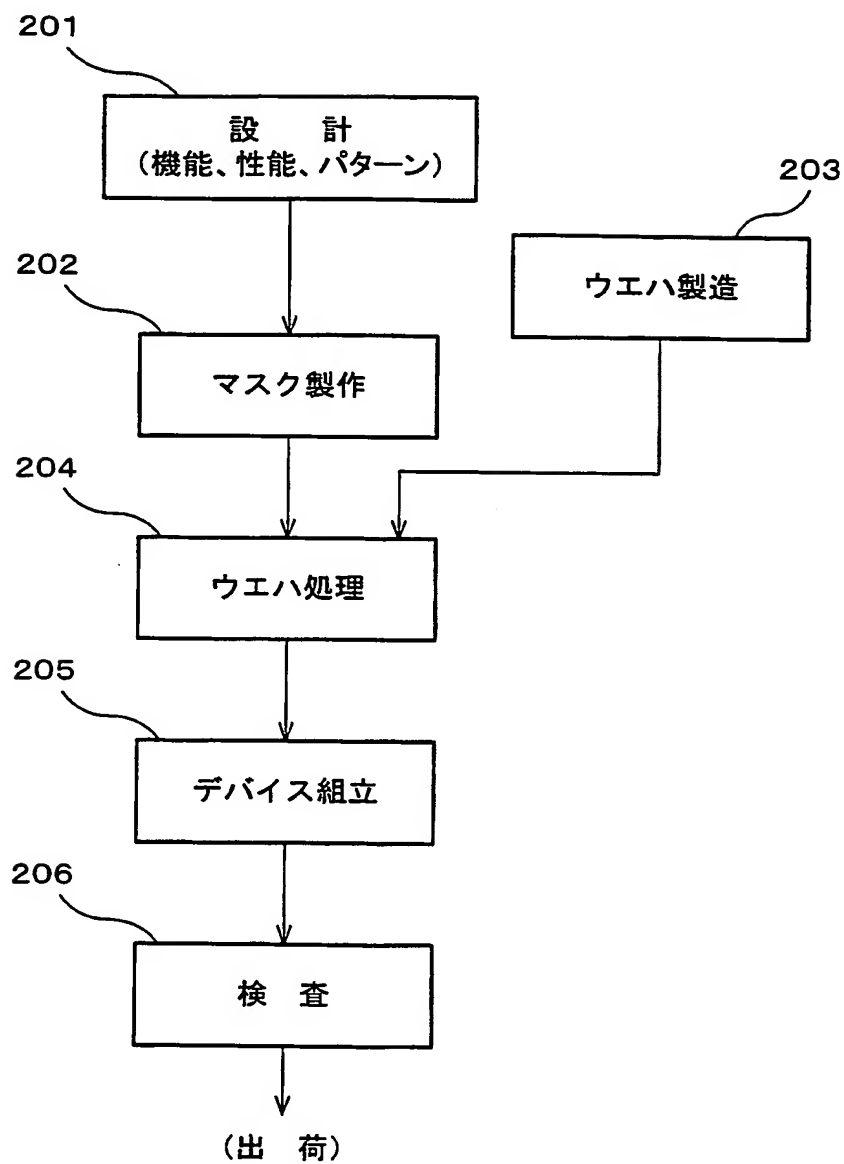 201
設 計
(機能、性能、パターン)
203
ウエハ製造
202
マスク製作
204
ウエハ処理
205
デバイス組立
206
検 査
(出 荷)